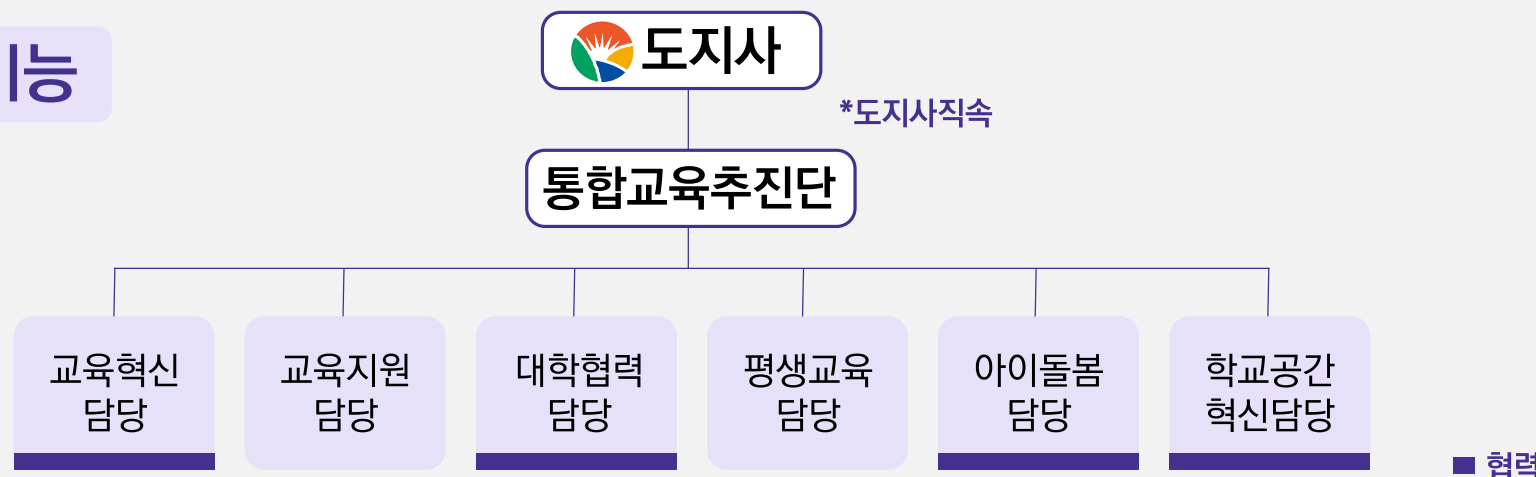 도지사
*도지사직속
통합교육추진단
교육혁신
담당
교육지원
담당
대학협력
담당
평생교육
담당
아이돌봄
담당
학교공간
혁신담당
협력